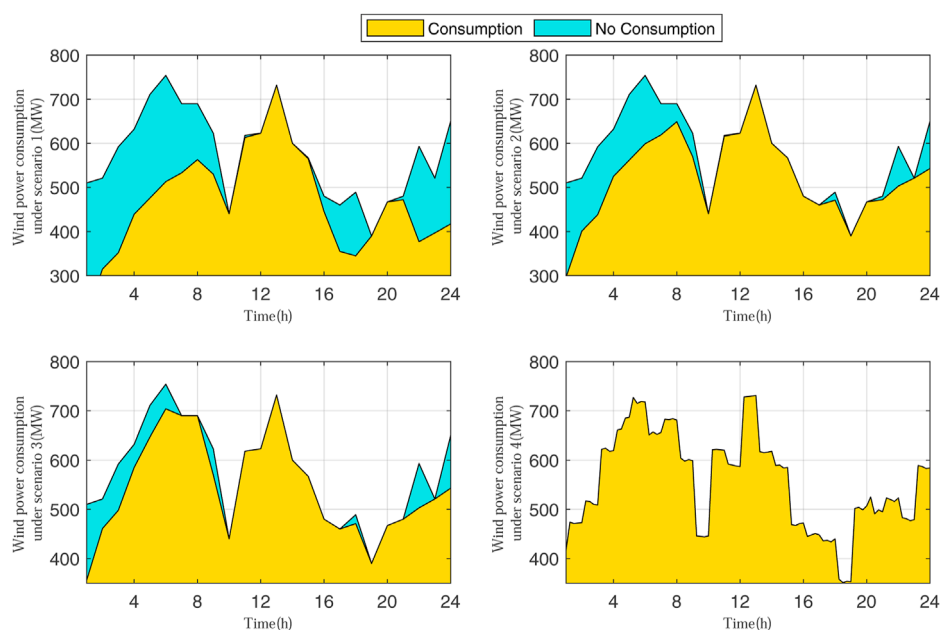 Consumption No Consumption
Wind power consumption
under scenario 1(MW)
800
700
600
500
400
300
4 8 12 16 20 24
Time(h)
Wind power consumption
under scenario 2(MW)
800
700
600
500
400
300
4 8 12 16 20 24
Time(h)
Wind power consumption
under scenario 3(MW)
800
700
600
500
400
4 8 12 16 20 24
Time(h)
Wind power consumption
under scenario 4(MW)
800
700
600
500
400
4 8 12 16 20 24
Time(h)